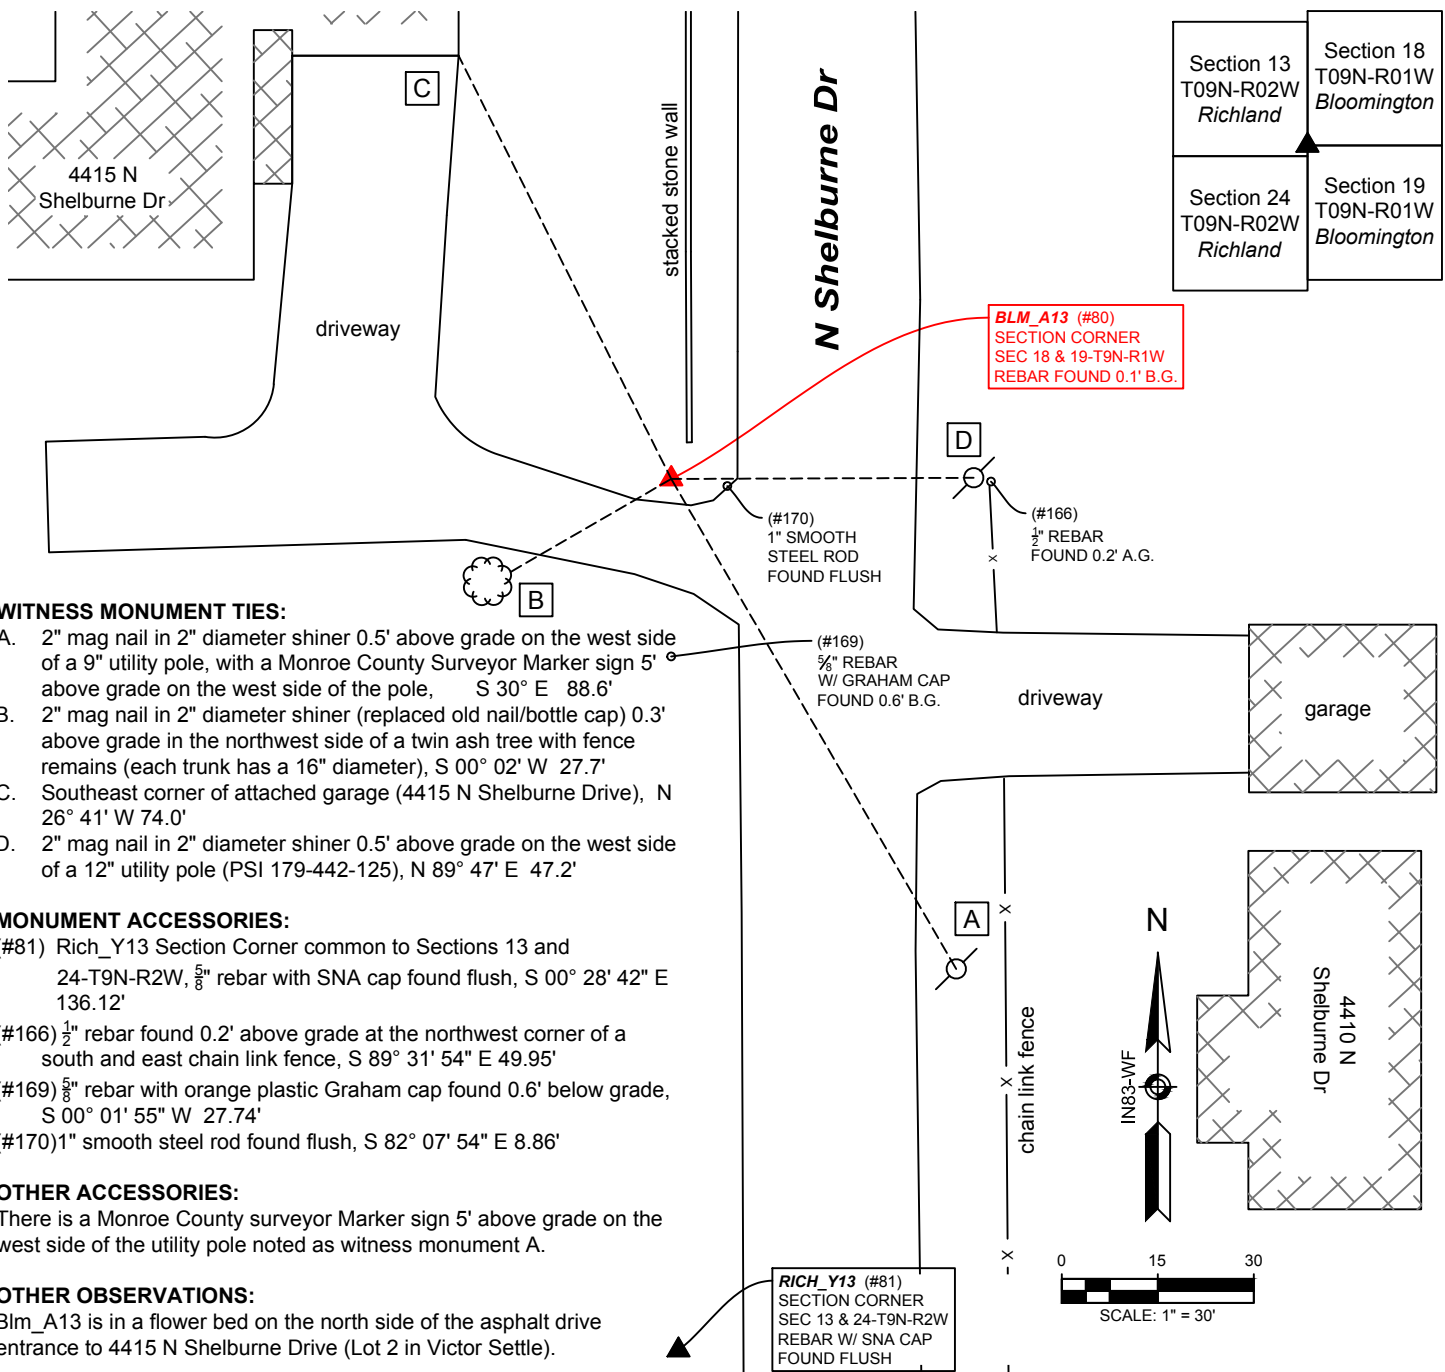 C
4415 N
Shelburne Dr
driveway
stacked stone wall
N Shelburne Dr
Section 13
T09N-R02W
Richland
Section 18
T09N-R01W
Bloomington
Section 24
T09N-R02W
Richland
Section 19
T09N-R01W
Bloomington
BLM_A13 (#80)
SECTION CORNER
SEC 18 & 19-T9N-R1W
REBAR FOUND 0.1' B.G.
D
(#170)
1" SMOOTH
STEEL ROD
FOUND FLUSH
(#166)
½" REBAR
FOUND 0.2' A.G.
X
B
(#169)
⅝" REBAR
W/ GRAHAM CAP
FOUND 0.6' B.G.
driveway
garage
WITNESS MONUMENT TIES:
A. 2" mag nail in 2" diameter shiner 0.5' above grade on the west side
of a 9" utility pole, with a Monroe County Surveyor Marker sign 5'
above grade on the west side of the pole, S 30° E 88.6'
B. 2" mag nail in 2" diameter shiner (replaced old nail/bottle cap) 0.3'
above grade in the northwest side of a twin ash tree with fence
remains (each trunk has a 16" diameter), S 00° 02' W 27.7'
C. Southeast corner of attached garage (4415 N Shelburne Drive), N
26° 41' W 74.0'
D. 2" mag nail in 2" diameter shiner 0.5' above grade on the west side
of a 12" utility pole (PSI 179-442-125), N 89° 47' E 47.2'
MONUMENT ACCESSORIES:
(#81) Rich_Y13 Section Corner common to Sections 13 and
24-T9N-R2W, ⅝" rebar with SNA cap found flush, S 00° 28' 42" E
136.12'
(#166) ½" rebar found 0.2' above grade at the northwest corner of a
south and east chain link fence, S 89° 31' 54" E 49.95'
(#169) ⅝" rebar with orange plastic Graham cap found 0.6' below grade,
S 00° 01' 55" W 27.74'
(#170)1" smooth steel rod found flush, S 82° 07' 54" E 8.86'
OTHER ACCESSORIES:
There is a Monroe County surveyor Marker sign 5' above grade on the
west side of the utility pole noted as witness monument A.
OTHER OBSERVATIONS:
Blm_A13 is in a flower bed on the north side of the asphalt drive
entrance to 4415 N Shelburne Drive (Lot 2 in Victor Settle).
A
X
X
X
chain link fence
N
IN83-WF
4410 N
Shelburne Dr
0 15 30
SCALE: 1" = 30'
RICH_Y13 (#81)
SECTION CORNER
SEC 13 & 24-T9N-R2W
REBAR W/ SNA CAP
FOUND FLUSH